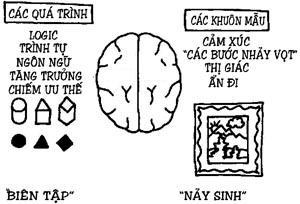 CÁC QUÁ TRÌNH
LOGIC
TRÌNH TỰ
NGÔN NGỮ
TĂNG TRƯỞNG
CHIẾM ƯU THẾ
"BIÊN TẬP"
CÁC KHUÔN MẪU
CẢM XÚC
"CÁC BƯỚC NHẢY VỌT"
THỊ GIÁC
ẨN ĐI
"NẢY SINH"